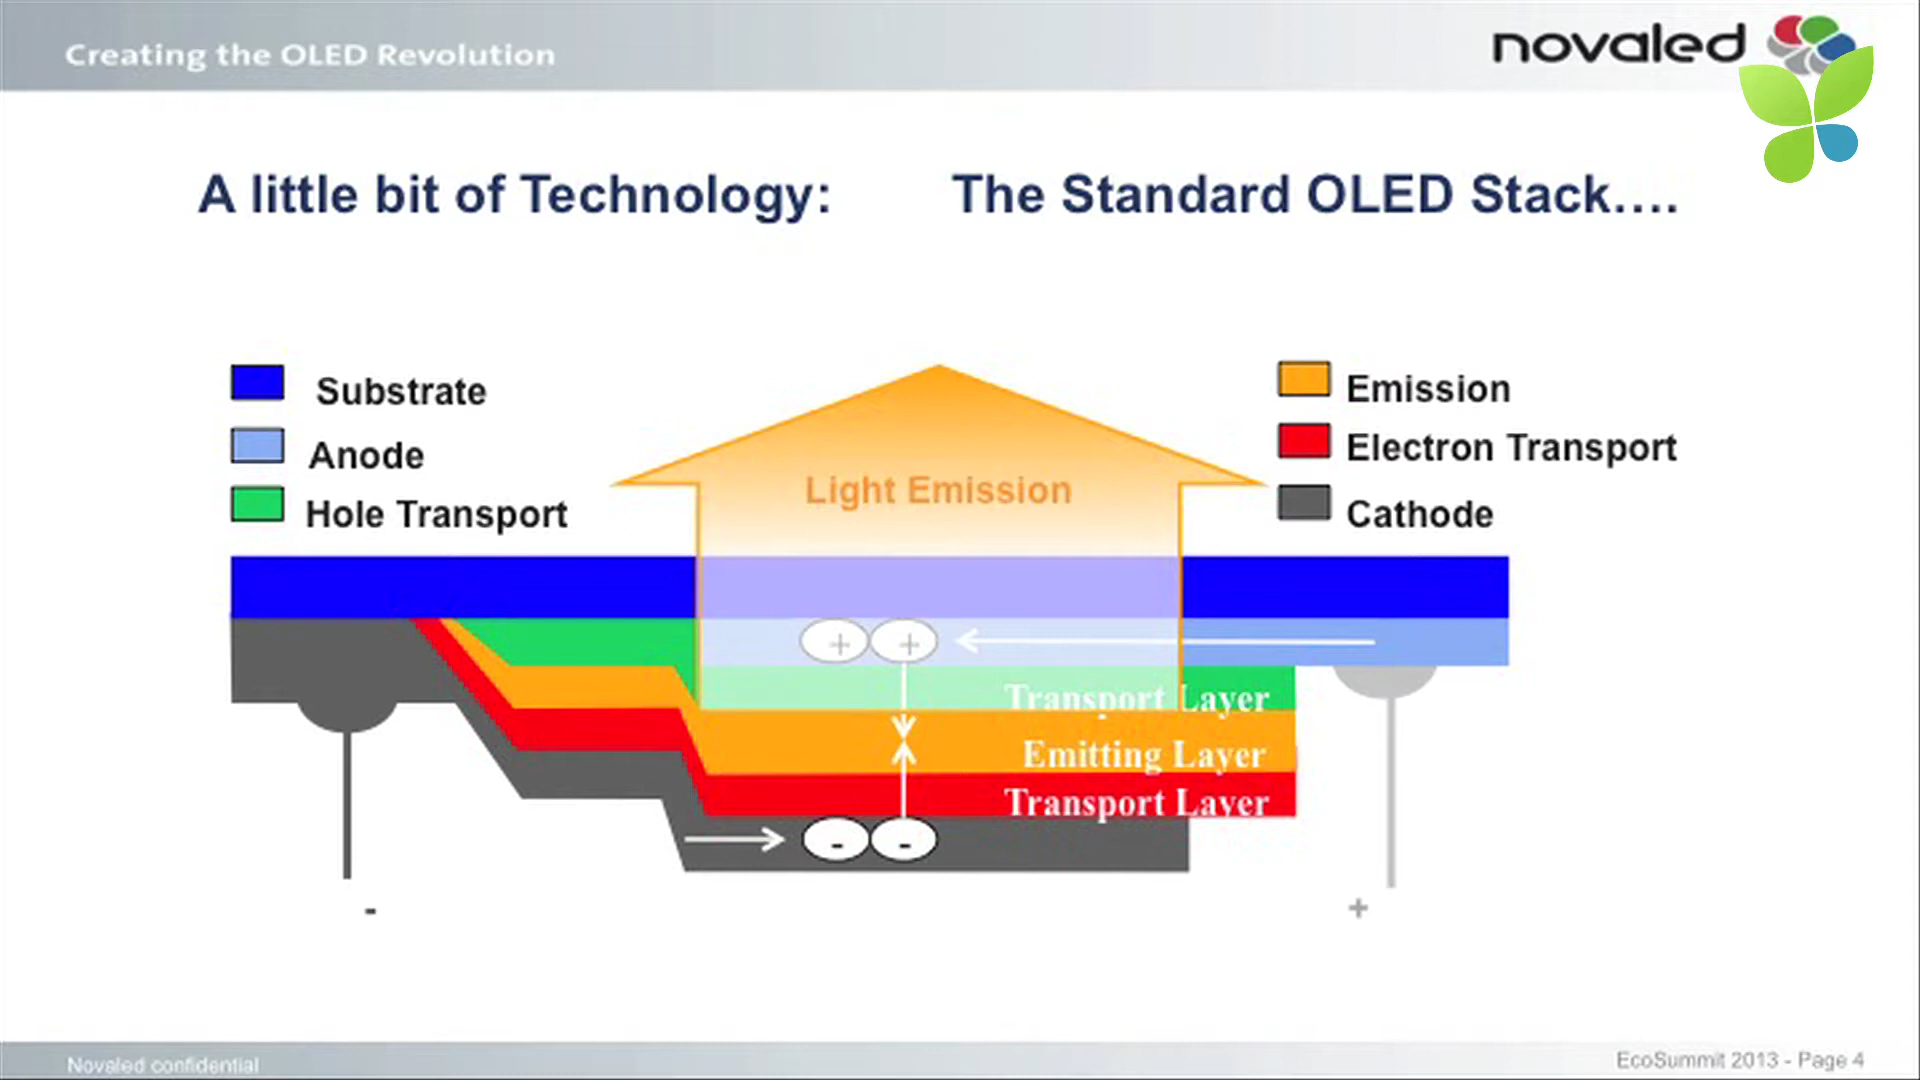 Creating the OLED Revolution
novaled
A little bit of Technology: The Standard OLED Stack....
Substrate
Anode
Hole Transport
Emission
Electron Transport
Cathode
Light Emission
+ +
Transport Layer
Emitting Layer
Transport Layer
- -
- +
Novaled confidential
EcoSummit 2013 - Page 4